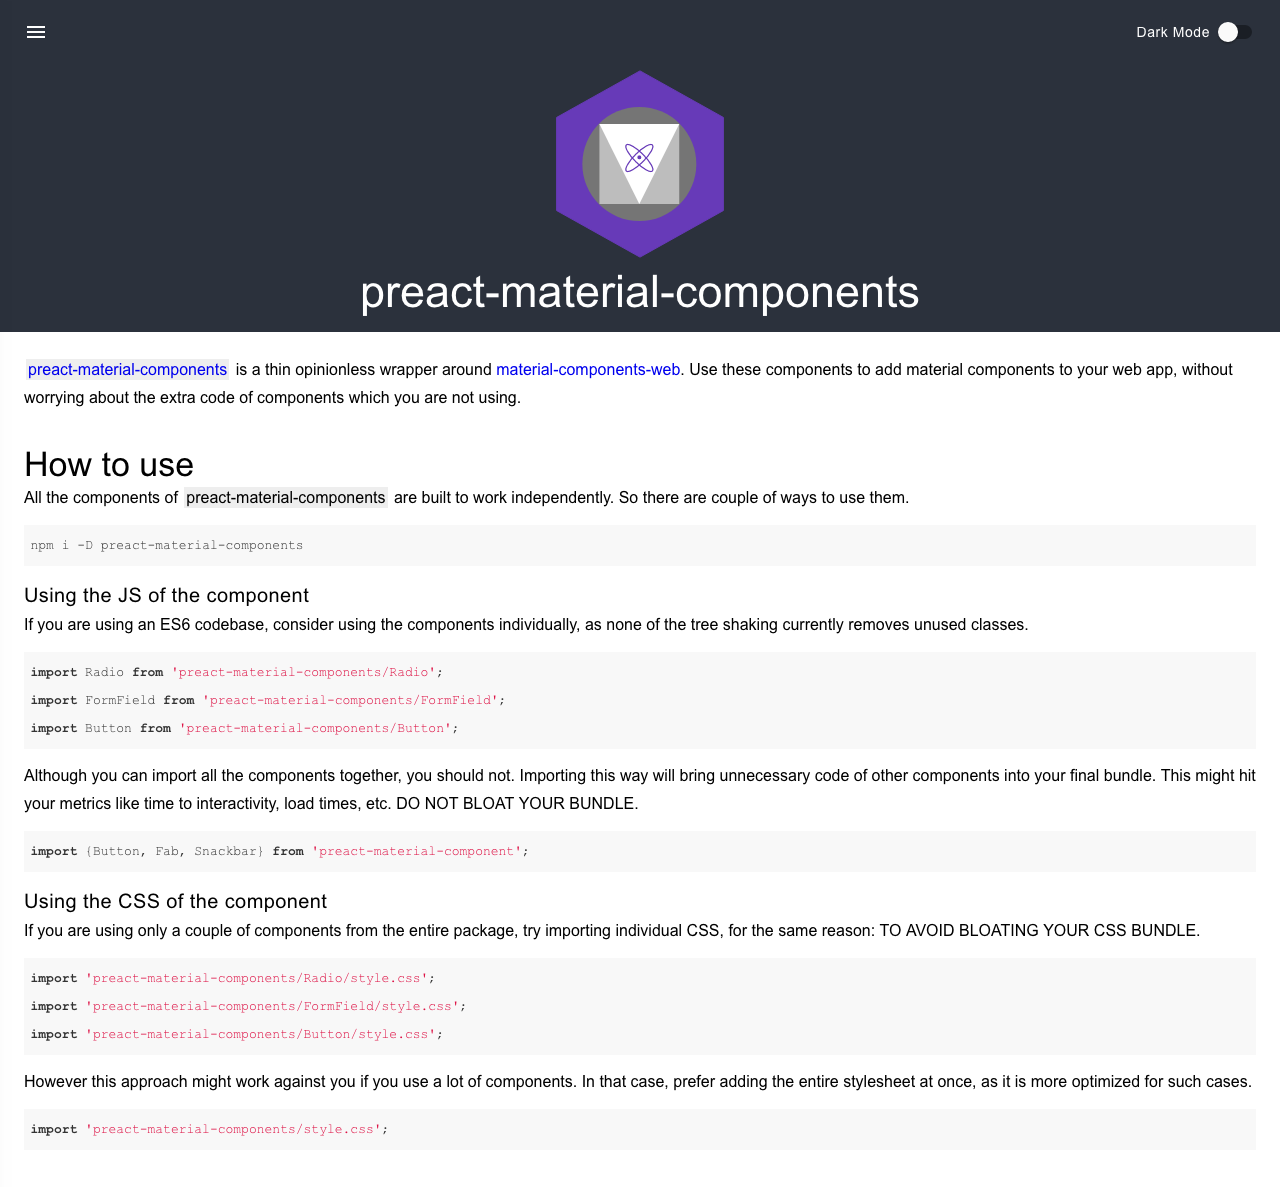 Dark Mode
preact-material-components
preact-material-components is a thin opinionless wrapper around material-components-web. Use these components to add material components to your web app, without
worrying about the extra code of components which you are not using.
How to use
All the components of preact-material-components are built to work independently. So there are couple of ways to use them.
npm i -D preact-material-components
Using the JS of the component
If you are using an ES6 codebase, consider using the components individually, as none of the tree shaking currently removes unused classes.
import Radio from 'preact-material-components/Radio';
import FormField from 'preact-material-components/FormField';
import Button from 'preact-material-components/Button';
Although you can import all the components together, you should not. Importing this way will bring unnecessary code of other components into your final bundle. This might hit
your metrics like time to interactivity, load times, etc. DO NOT BLOAT YOUR BUNDLE.
import {Button, Fab, Snackbar} from 'preact-material-component';
Using the CSS of the component
If you are using only a couple of components from the entire package, try importing individual CSS, for the same reason: TO AVOID BLOATING YOUR CSS BUNDLE.
import 'preact-material-components/Radio/style.css';
import 'preact-material-components/FormField/style.css';
import 'preact-material-components/Button/style.css';
However this approach might work against you if you use a lot of components. In that case, prefer adding the entire stylesheet at once, as it is more optimized for such cases.
import 'preact-material-components/style.css';